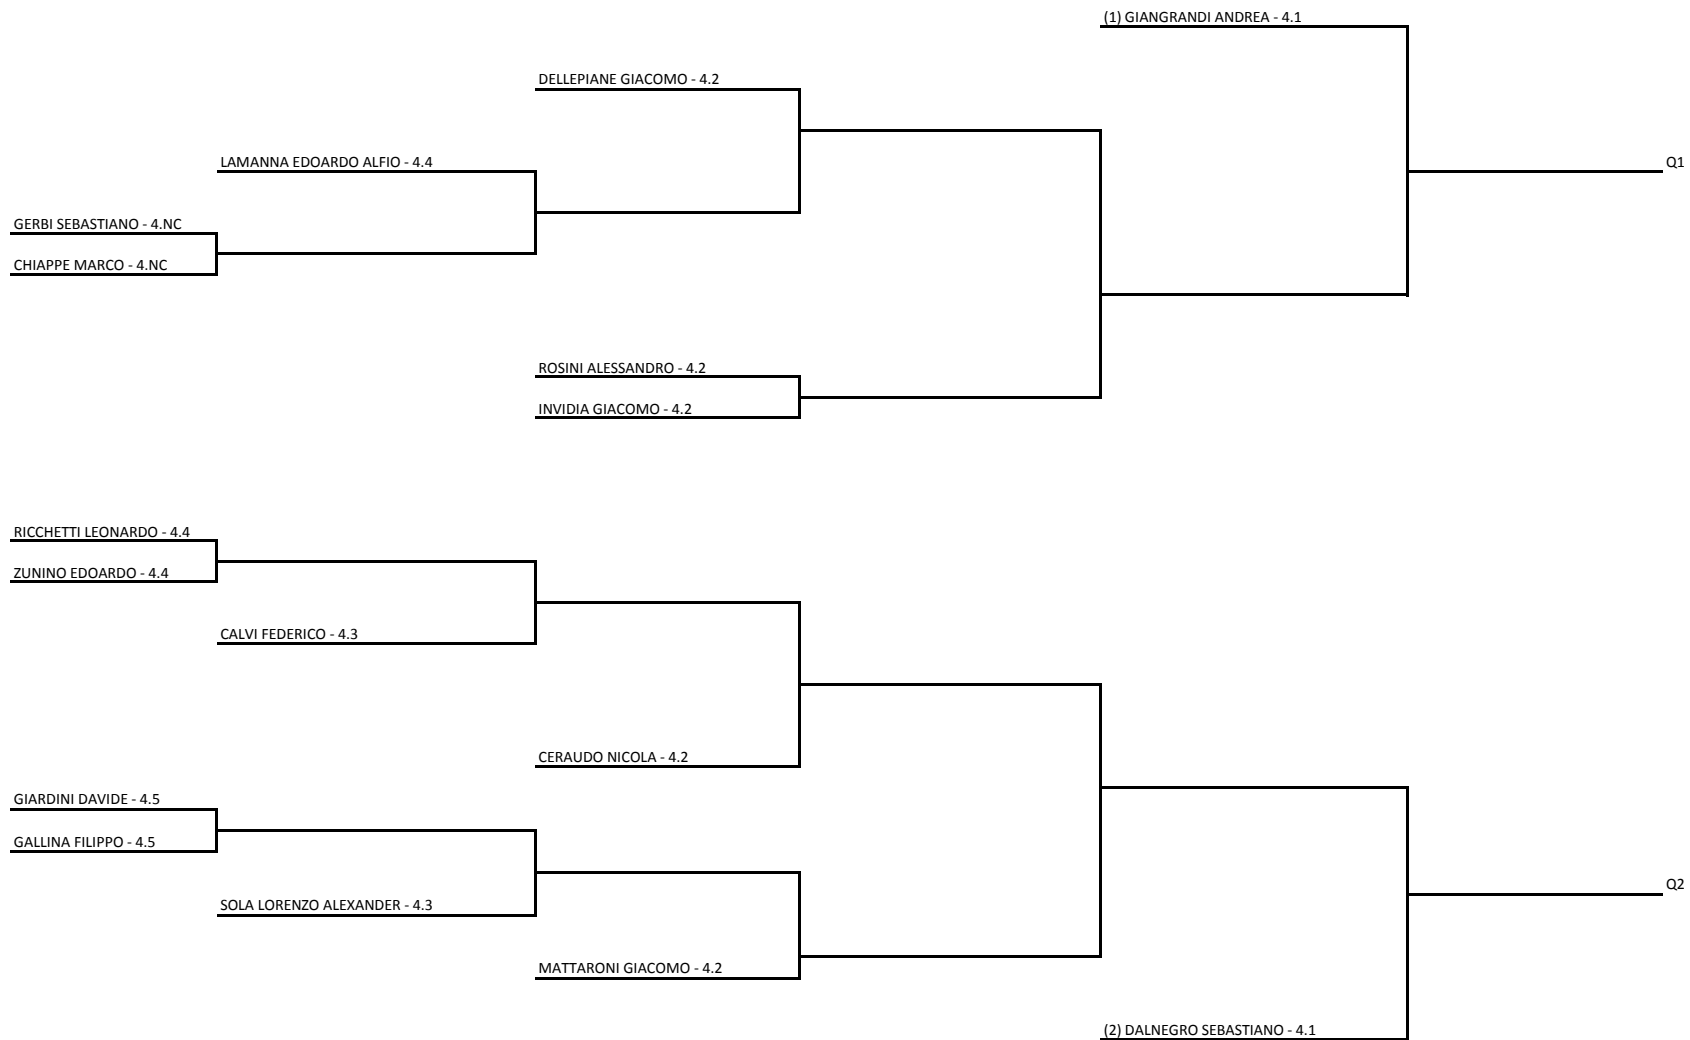 (1) GIANGRANDI ANDREA - 4.1
DELLEPIANE GIACOMO - 4.2
LAMANNA EDOARDO ALFIO - 4.4
Q1
GERBI SEBASTIANO - 4.NC
CHIAPPE MARCO - 4.NC
ROSINI ALESSANDRO - 4.2
INVIDIA GIACOMO - 4.2
RICCHETTI LEONARDO - 4.4
ZUNINO EDOARDO - 4.4
CALVI FEDERICO - 4.3
CERAUDO NICOLA - 4.2
GIARDINI DAVIDE - 4.5
GALLINA FILIPPO - 4.5
Q2
SOLA LORENZO ALEXANDER - 4.3
MATTARONI GIACOMO - 4.2
(2) DALNEGRO SEBASTIANO - 4.1